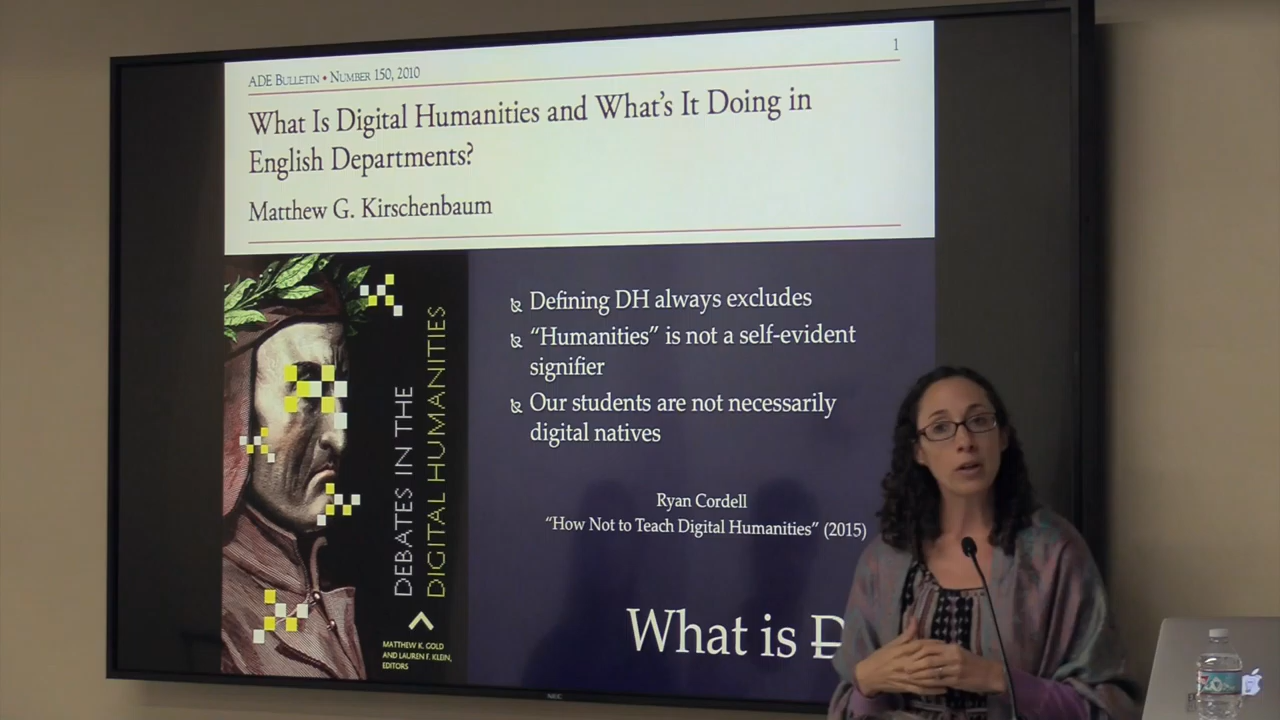 1
ADE BULLETIN • NUMBER 150, 2010
What Is Digital Humanities and What's It Doing in
English Departments?
Matthew G. Kirschenbaum
DEBATES IN THE
DIGITAL HUMANITIES
MATTHEW K. GOLD
AND LAUREN F. KLEIN,
EDITORS
Defining DH always excludes
“Humanities” is not a self-evident
signifier
Our students are not necessarily
digital natives
Ryan Cordell
“How Not to Teach Digital Humanities” (2015)
What is D
NEC